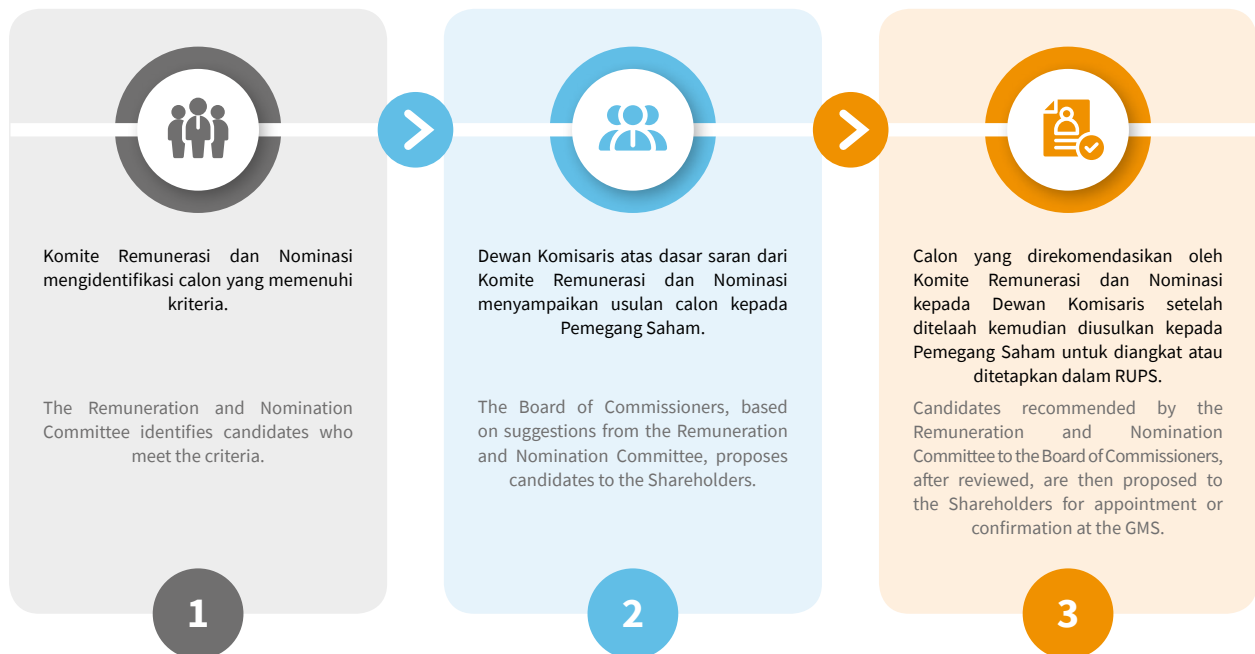 Komite Remunerasi dan Nominasi
mengidentifikasi calon yang memenuhi
kriteria.
The Remuneration and Nomination
Committee identifies candidates who
meet the criteria.
1
Dewan Komisaris atas dasar saran dari
Komite Remunerasi dan Nominasi
menyampaikan usulan calon kepada
Pemegang Saham.
The Board of Commissioners, based
on suggestions from the Remuneration
and Nomination Committee, proposes
candidates to the Shareholders.
2
Calon yang direkomendasikan oleh
Komite Remunerasi dan Nominasi
kepada Dewan Komisaris setelah
ditelaah kemudian diusulkan kepada
Pemegang Saham untuk diangkat atau
ditetapkan dalam RUPS.
Candidates recommended by the
Remuneration and Nomination
Committee to the Board of Commissioners,
after reviewed, are then proposed to
the Shareholders for appointment or
confirmation at the GMS.
3